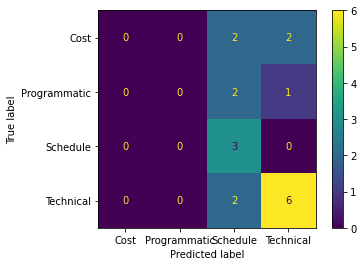 6
Cost 0 0 2 2
5
Programmatic 0 0 2 1
4
3
Schedule 0 0 3 0
2
Technical 0 0 2 6
1
0
Cost Programmatic Schedule Technical
Predicted label
True label